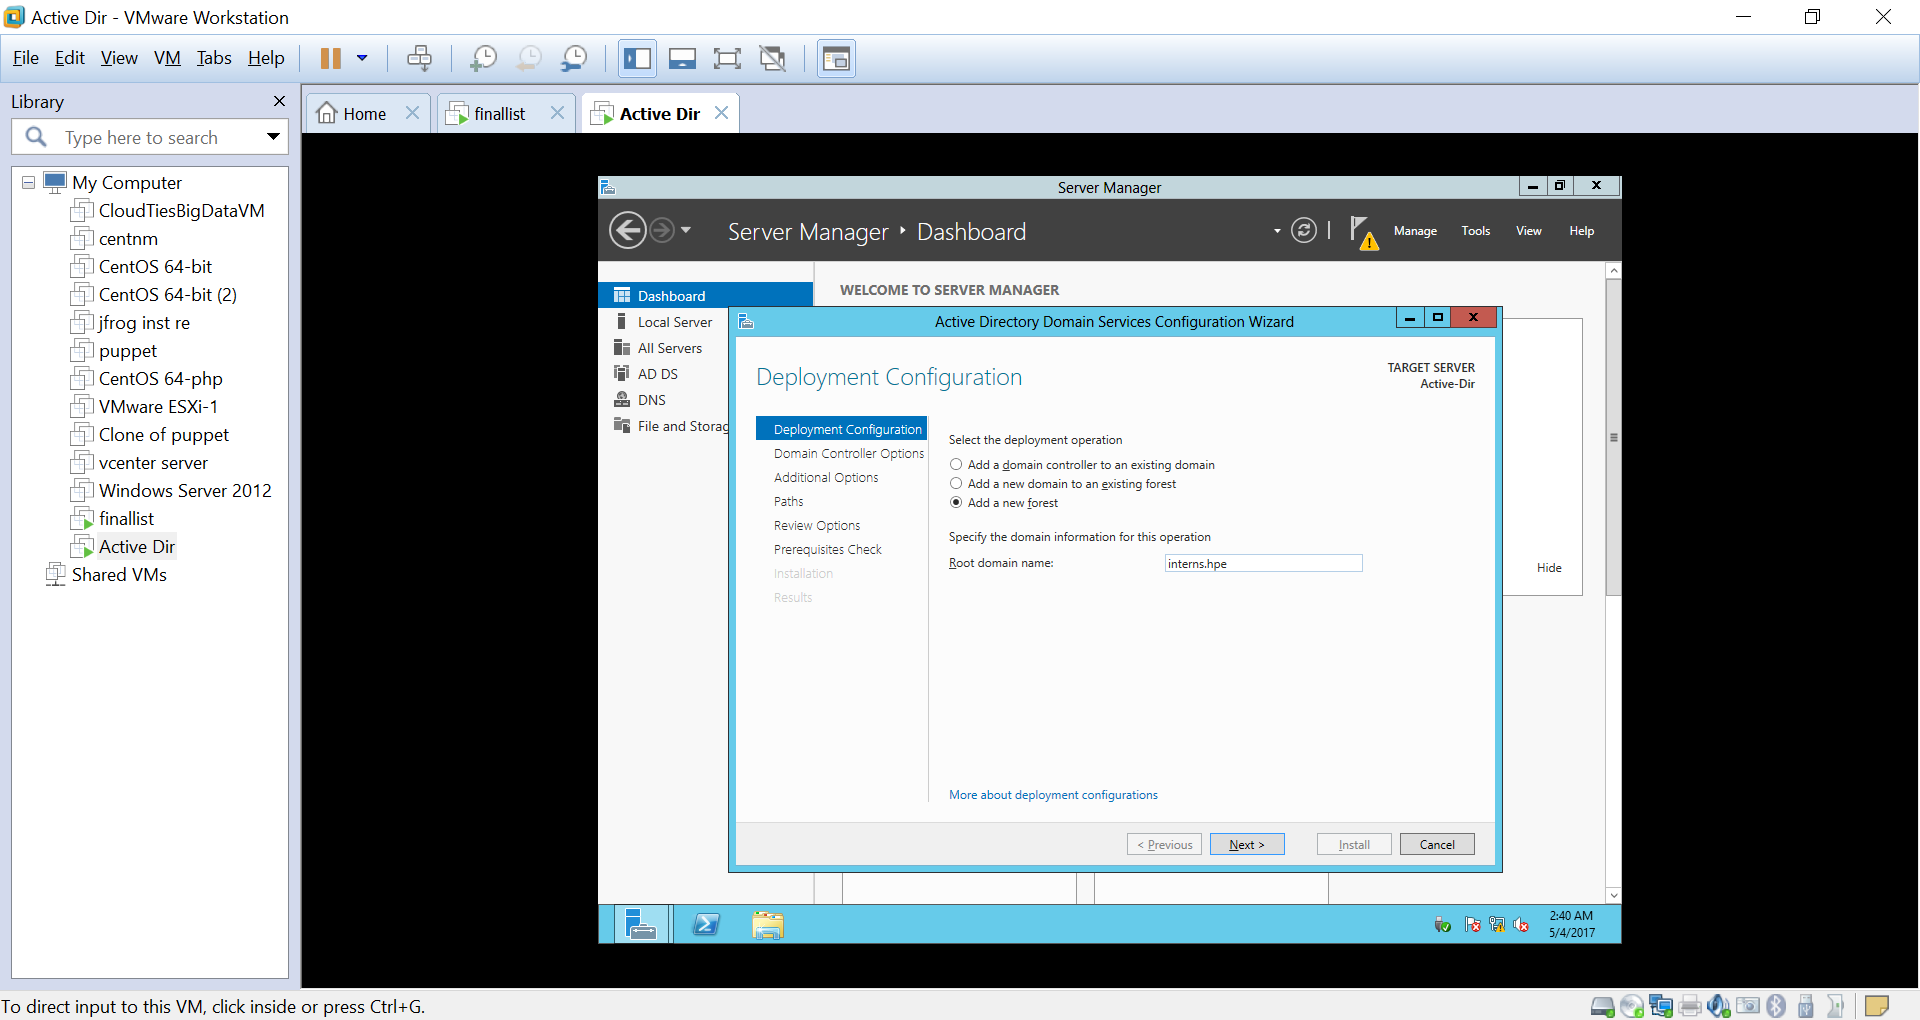 Active Dir - VMware Workstation
File Edit View VM Tabs Help
Library
Type here to search
My Computer
CloudTiesBigDataVM
centnm
CentOS 64-bit
CentOS 64-bit (2)
jfrog inst re
puppet
CentOS 64-php
VMware ESXi-1
Clone of puppet
vcenter server
Windows Server 2012
finallist
Active Dir
Shared VMs
Home
finallist
Active Dir
Server Manager
Server Manager Dashboard
Manage Tools View Help
Dashboard
Local Server
All Servers
AD DS
DNS
File and Storag
WELCOME TO SERVER MANAGER
Hide
Active Directory Domain Services Configuration Wizard
Deployment Configuration
TARGET SERVER
Active-Dir
Deployment Configuration
Domain Controller Options
Additional Options
Paths
Review Options
Prerequisites Check
Installation
Results
Select the deployment operation
Add a domain controller to an existing domain
Add a new domain to an existing forest
Add a new forest
Specify the domain information for this operation
Root domain name: interns.hpe
More about deployment configurations
< Previous Next > Install Cancel
2:40 AM
5/4/2017
To direct input to this VM, click inside or press Ctrl+G.